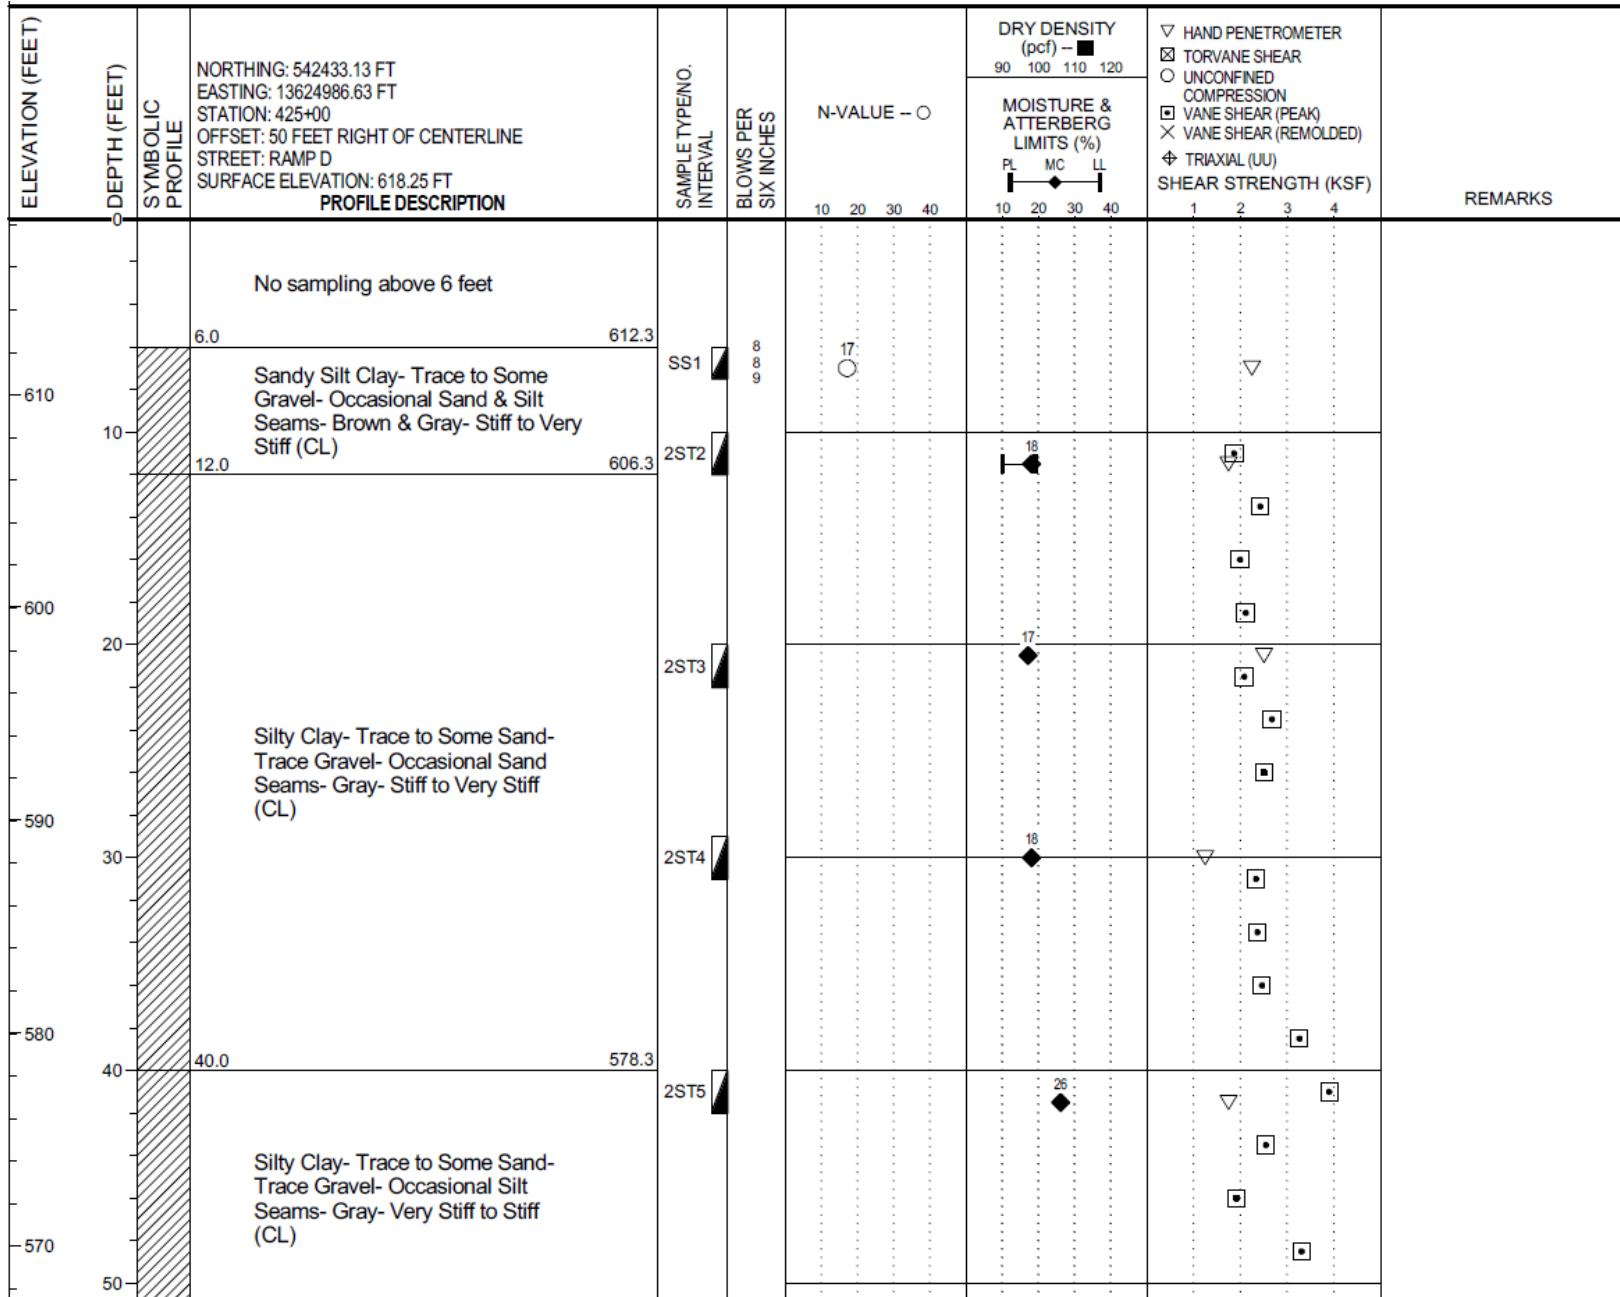 ELEVATION (FEET)
DEPTH (FEET)
SYMBOLIC
PROFILE
NORTHING: 542433.13 FT
EASTING: 13624986.63 FT
STATION: 425+00
OFFSET: 50 FEET RIGHT OF CENTERLINE
STREET: RAMP D
SURFACE ELEVATION: 618.25 FT
PROFILE DESCRIPTION
SAMPLE TYPE/NO.
INTERVAL
BLOWS PER
SIX INCHES
N-VALUE --
10 20 30 40
DRY DENSITY
(pcf) --
90 100 110 120
MOISTURE &
ATTERBERG
LIMITS (%)
PL MC LL
10 20 30 40
HAND PENETROMETER
TORVANE SHEAR
UNCONFINED
COMPRESSION
VANE SHEAR (PEAK)
VANE SHEAR (REMOLDED)
TRIAXIAL (UU)
SHEAR STRENGTH (KSF)
1 2 3 4
REMARKS
0
No sampling above 6 feet
6.0 612.3
SS1
8
8
9
17
Sandy Silt Clay- Trace to Some
Gravel- Occasional Sand & Silt
Seams- Brown & Gray- Stiff to Very
Stiff (CL)
610
10
2ST2
18
12.0 606.3
600
20
2ST3
17
Silty Clay- Trace to Some Sand-
Trace Gravel- Occasional Sand
Seams- Gray- Stiff to Very Stiff
(CL)
590
30
2ST4
18
580
40.0 578.3
40
2ST5
26
Silty Clay- Trace to Some Sand-
Trace Gravel- Occasional Silt
Seams- Gray- Very Stiff to Stiff
(CL)
570
50